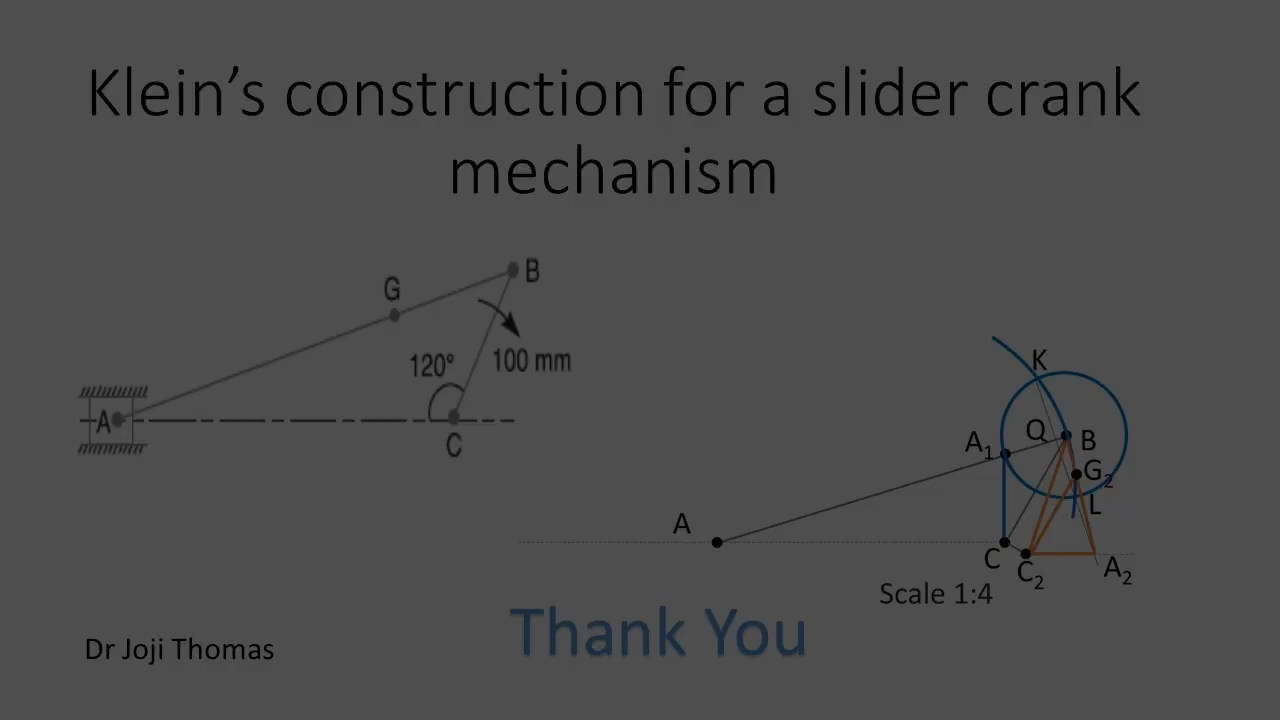 Klein’s construction for a slider crank
mechanism
G
B
120°
100 mm
A
C
K
A1
Q
B
G2
L
A
C
C2
A2
Scale 1:4
Thank You
Dr Joji Thomas